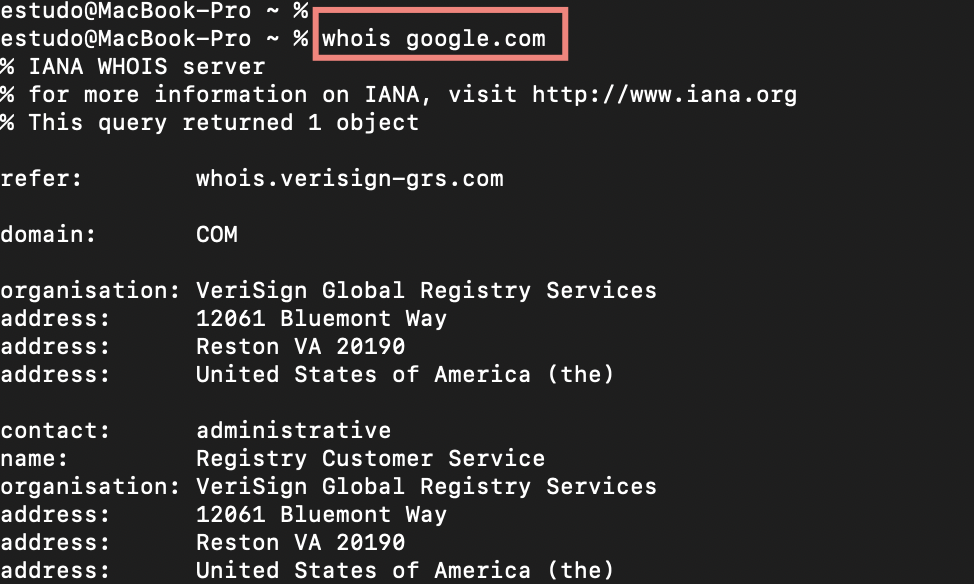 estudo@MacBook-Pro ~ %
estudo@MacBook-Pro ~ % whois google.com
% IANA WHOIS server
% for more information on IANA, visit http://www.iana.org
% This query returned 1 object
refer: whois.verisign-grs.com
domain: COM
organisation: VeriSign Global Registry Services
address: 12061 Bluemont Way
address: Reston VA 20190
address: United States of America (the)
contact: administrative
name: Registry Customer Service
organisation: VeriSign Global Registry Services
address: 12061 Bluemont Way
address: Reston VA 20190
address: United States of America (the)